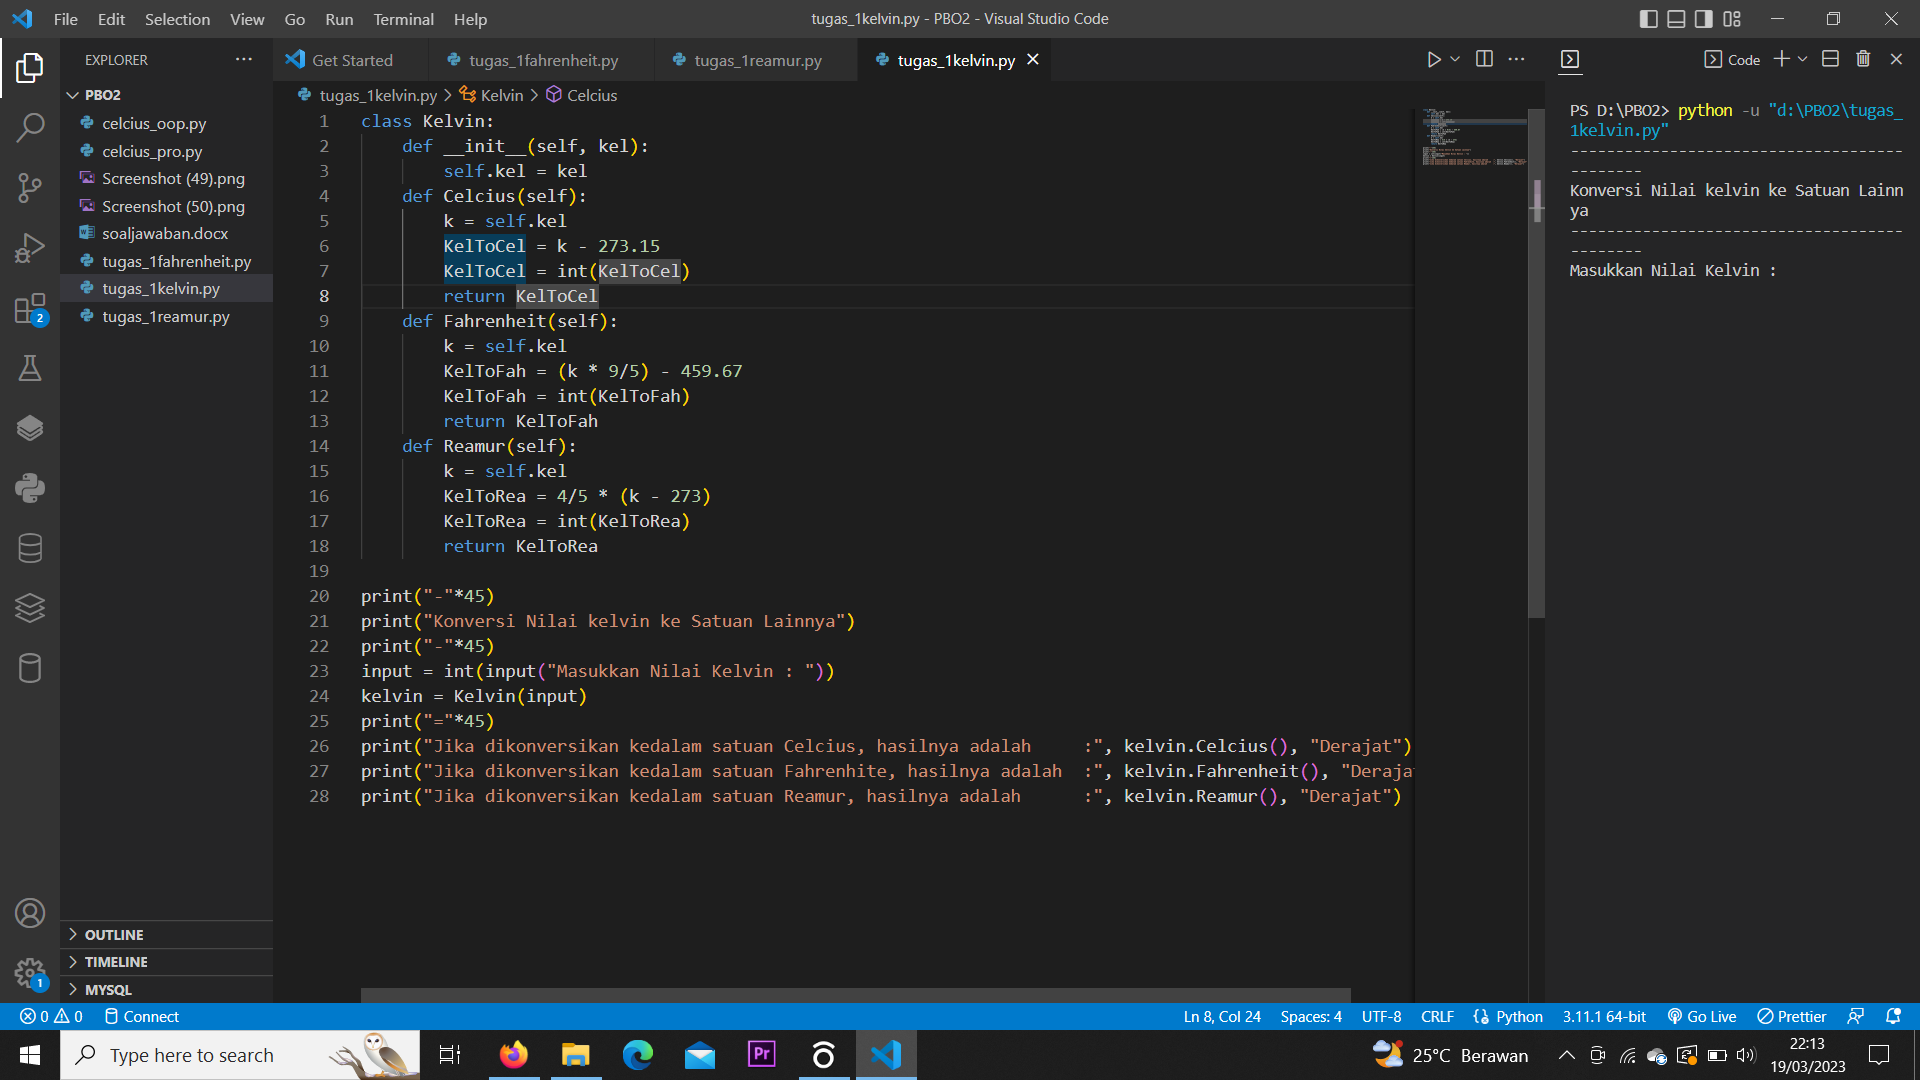 File Edit Selection View Go Run Terminal Help
tugas_1kelvin.py - PBO2 - Visual Studio Code
EXPLORER
PBO2
celcius_oop.py
celcius_pro.py
Screenshot (49).png
Screenshot (50).png
soaljawaban.docx
tugas_1fahrenheit.py
tugas_1kelvin.py
tugas_1reamur.py
OUTLINE
TIMELINE
MYSQL
2
1
Get Started tugas_1fahrenheit.py tugas_1reamur.py tugas_1kelvin.py
tugas_1kelvin.py > Kelvin > Celcius
1 class Kelvin:
2     def __init__(self, kel):
3         self.kel = kel
4     def Celcius(self):
5         k = self.kel
6         KelToCel = k - 273.15
7         KelToCel = int(KelToCel)
8         return KelToCel
9     def Fahrenheit(self):
10         k = self.kel
11         KelToFah = (k * 9/5) - 459.67
12         KelToFah = int(KelToFah)
13         return KelToFah
14     def Reamur(self):
15         k = self.kel
16         KelToRea = 4/5 * (k - 273)
17         KelToRea = int(KelToRea)
18         return KelToRea
19
20 print("-"*45)
21 print("Konversi Nilai kelvin ke Satuan Lainnya")
22 print("-"*45)
23 input = int(input("Masukkan Nilai Kelvin : "))
24 kelvin = Kelvin(input)
25 print("="*45)
26 print("Jika dikonversikan kedalam satuan Celcius, hasilnya adalah     :", kelvin.Celcius(), "Derajat")
27 print("Jika dikonversikan kedalam satuan Fahrenhite, hasilnya adalah  :", kelvin.Fahrenheit(), "Deraja
28 print("Jika dikonversikan kedalam satuan Reamur, hasilnya adalah      :", kelvin.Reamur(), "Derajat")
Code
PS D:\PBO2> python -u "d:\PBO2\tugas_
1kelvin.py"
-------------------------------------
--------
Konversi Nilai kelvin ke Satuan Lainn
ya
-------------------------------------
--------
Masukkan Nilai Kelvin :
0 0 Connect
Ln 8, Col 24 Spaces: 4 UTF-8 CRLF Python 3.11.1 64-bit Go Live Prettier
Type here to search
Pr
25°C Berawan
22:13
19/03/2023